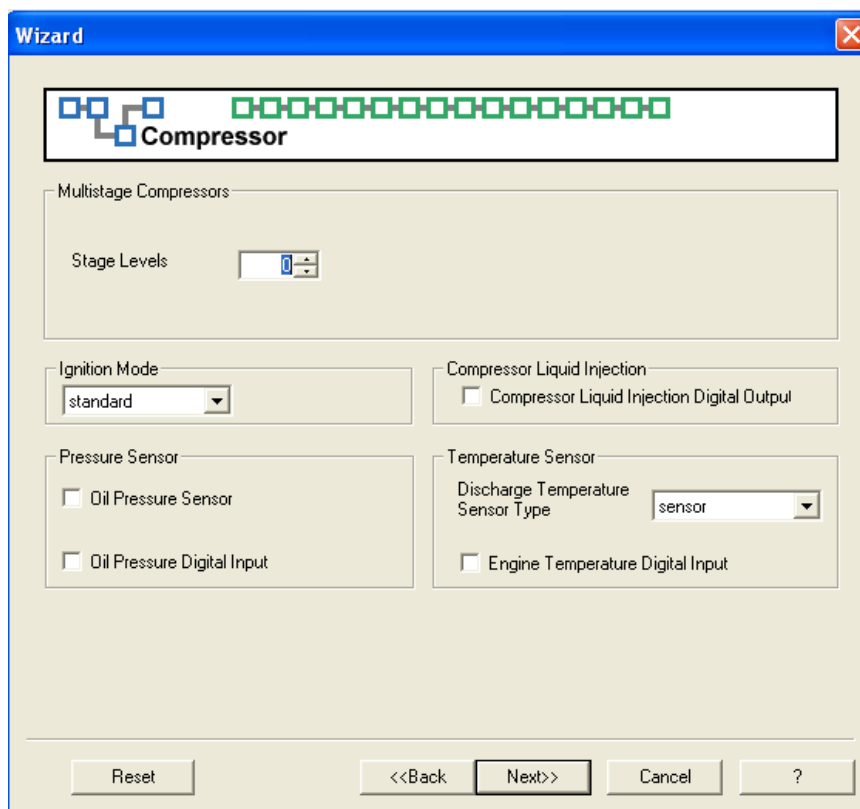 Wizard
Compressor
Multistage Compressors
Stage Levels
0
Ignition Mode
standard
Compressor Liquid Injection
Compressor Liquid Injection Digital Output
Pressure Sensor
Oil Pressure Sensor
Oil Pressure Digital Input
Temperature Sensor
Discharge Temperature
Sensor Type
sensor
Engine Temperature Digital Input
Reset
<<Back
Next>>
Cancel
?